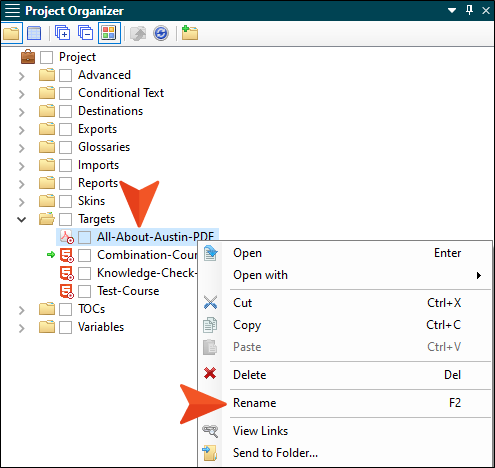 Project Organizer
Project
Advanced
Conditional Text
Destinations
Exports
Glossaries
Imports
Reports
Skins
Targets
All-About-Austin-PDF
Combination-Cour
Knowledge-Check-
Test-Course
TOCs
Variables
Open Enter
Open with
Cut Ctrl+X
Copy Ctrl+C
Paste Ctrl+V
Delete Del
Rename F2
View Links
Send to Folder...